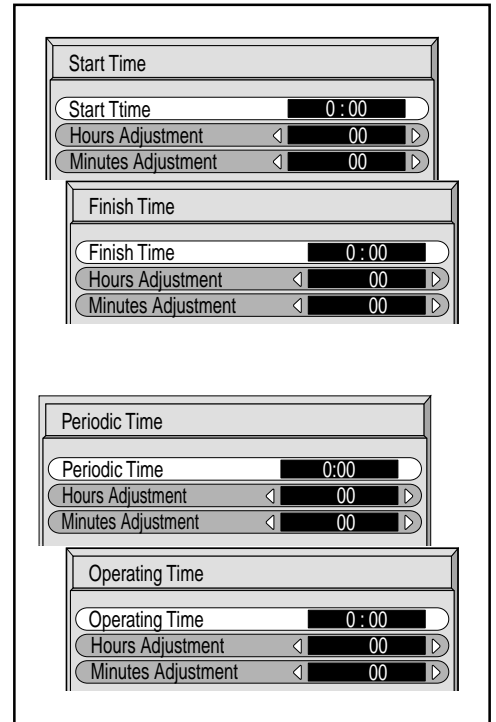 Start Time
Start Ttime 0 : 00
Hours Adjustment 00
Minutes Adjustment 00
Finish Time
Finish Time 0 : 00
Hours Adjustment 00
Minutes Adjustment 00
Periodic Time
Periodic Time 0:00
Hours Adjustment 00
Minutes Adjustment 00
Operating Time
Operating Time 0 : 00
Hours Adjustment 00
Minutes Adjustment 00